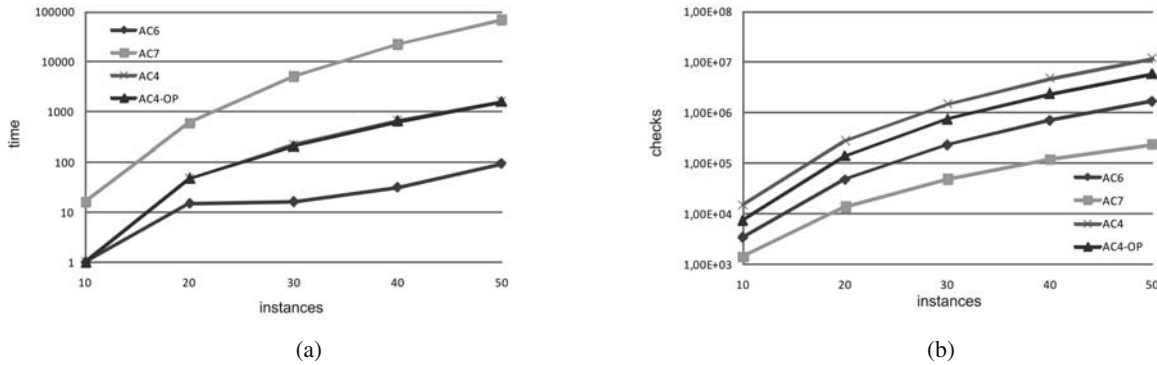 100000
10000
1000
100
10
1
time
AC6
AC7
AC4
AC4-OP
10 20 30 40 50
instances
(a)
1,00E+08
1,00E+07
1,00E+06
1,00E+05
1,00E+04
1,00E+03
checks
AC6
AC7
AC4
AC4-OP
10 20 30 40 50
instances
(b)